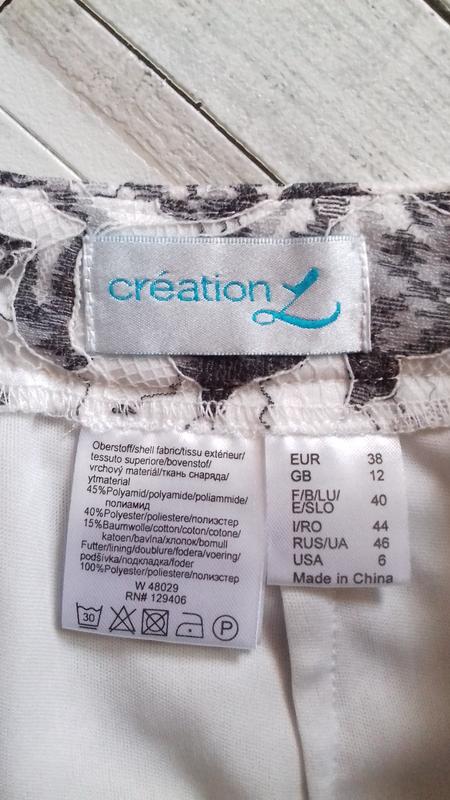 création L
Oberstoff/shell fabric/tissu extérieur/
tessuto superiore/bovenstof/
vrchový materiál/ткань снаряда/
ytmaterial
45%Polyamid/polyamide/poliammide/
полиамид
40%Polyester/poliestere/полиэстер
15%Baumwolle/cotton/coton/cotone/
katoen/bavlna/хлопок/bomull
Futter/lining/doublure/fodera/voering/
podšívka/подкладка/foder
100%Polyester/poliestere/полиэстер
W 48029
RN# 129406
30 P
EUR 38
GB 12
F/B/LU/
E/SLO 40
I/RO 44
RUS/UA 46
USA 6
Made in China